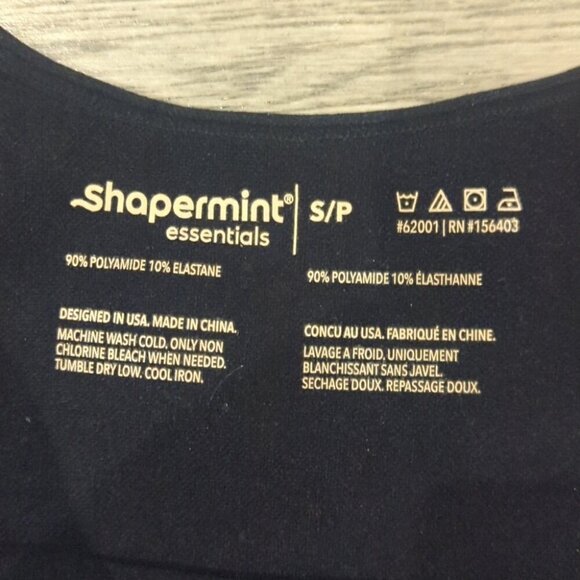 shapermint®
essentials
S/P
#62001 | RN #156403
90% POLYAMIDE 10% ELASTANE
90% POLYAMIDE 10% ÉLASTHANNE
DESIGNED IN USA. MADE IN CHINA.
MACHINE WASH COLD. ONLY NON
CHLORINE BLEACH WHEN NEEDED.
TUMBLE DRY LOW. COOL IRON.
CONCU AU USA. FABRIQUÉ EN CHINE.
LAVAGE A FROID, UNIQUEMENT
BLANCHISSANT SANS JAVEL.
SECHAGE DOUX. REPASSAGE DOUX.